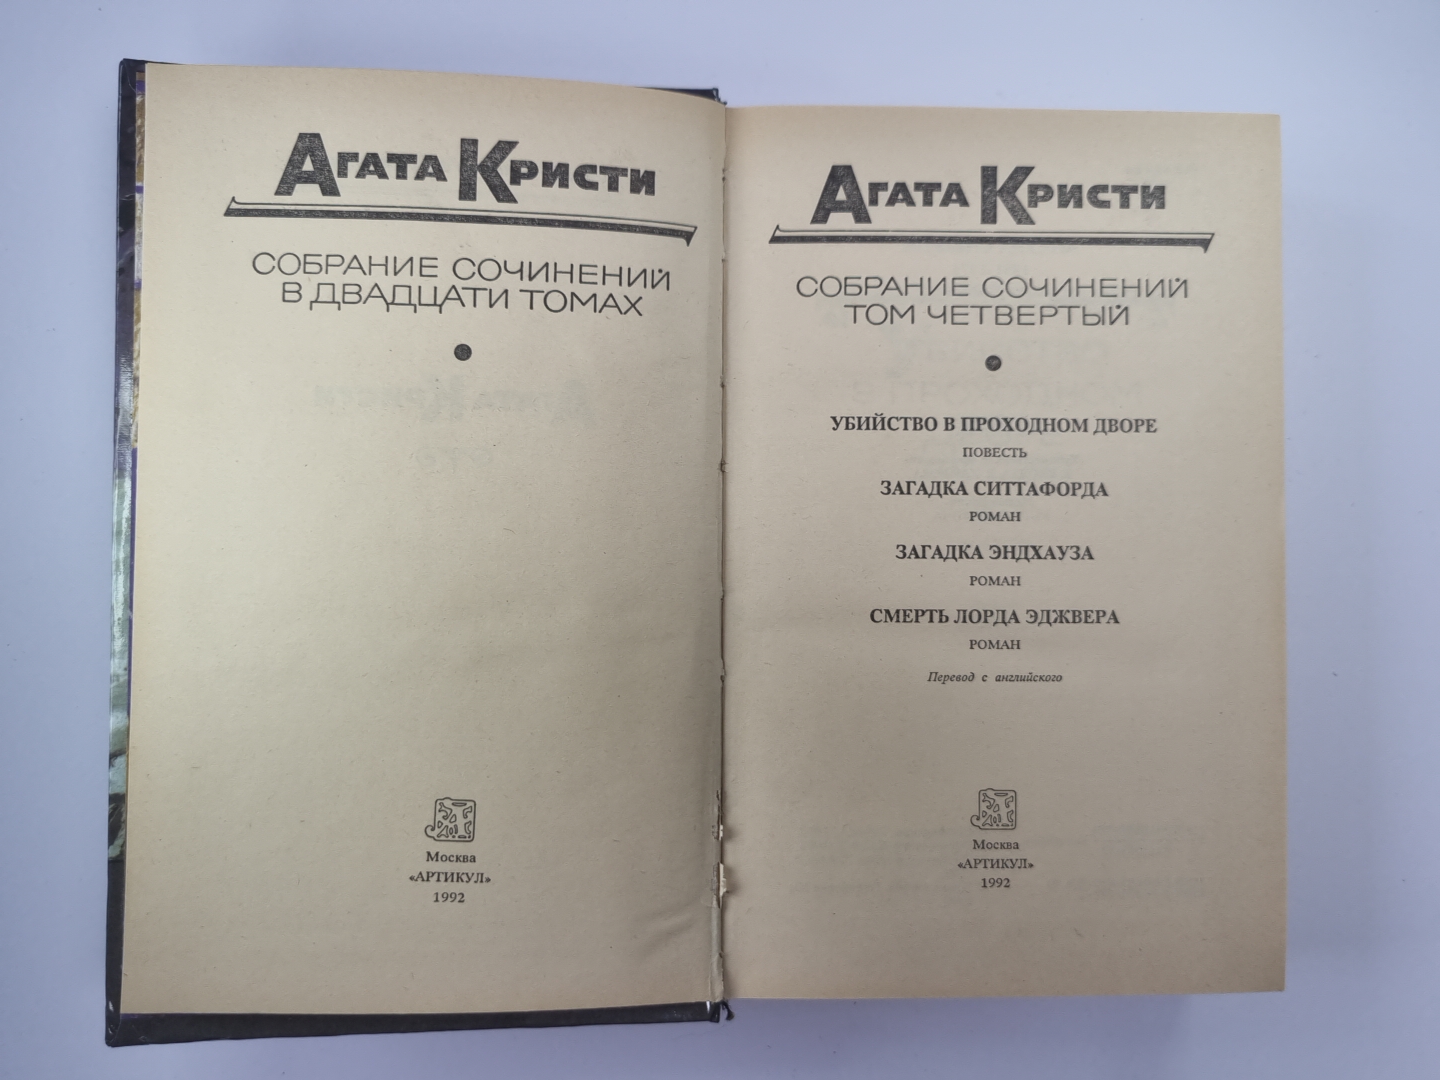 АГАТА КРИСТИ
СОБРАНИЕ СОЧИНЕНИЙ
В ДВАДЦАТИ ТОМАХ
Москва
«АРТИКУЛ»
1992
АГАТА КРИСТИ
СОБРАНИЕ СОЧИНЕНИЙ
ТОМ ЧЕТВЕРТЫЙ
УБИЙСТВО В ПРОХОДНОМ ДВОРЕ
ПОВЕСТЬ
ЗАГАДКА СИТТАФОРДА
РОМАН
ЗАГАДКА ЭНДХАУЗА
РОМАН
СМЕРТЬ ЛОРДА ЭДЖВЕРА
РОМАН
Перевод с английского
Москва
«АРТИКУЛ»
1992